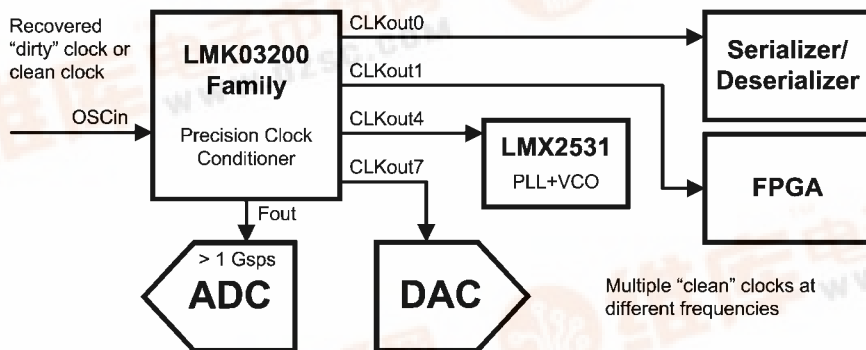 Recovered
“dirty” clock or
clean clock
OSCin
LMK03200
Family
Precision Clock
Conditioner
CLKout0
CLKout1
CLKout4
CLKout7
Fout
Serializer/
Deserializer
LMX2531
PLL+VCO
FPGA
> 1 Gsps
ADC
DAC
Multiple “clean” clocks at
different frequencies